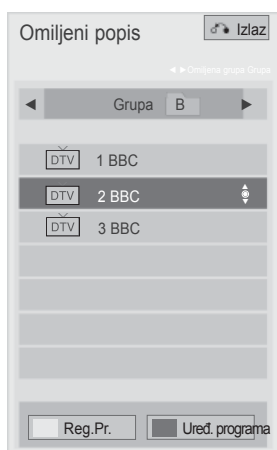 Omiljeni popis
Izlaz
◄ ► Omiljena grupa Grupa
◄ Grupa B ►
DTV 1 BBC
DTV 2 BBC
DTV 3 BBC
Reg.Pr.
Uređ. programa